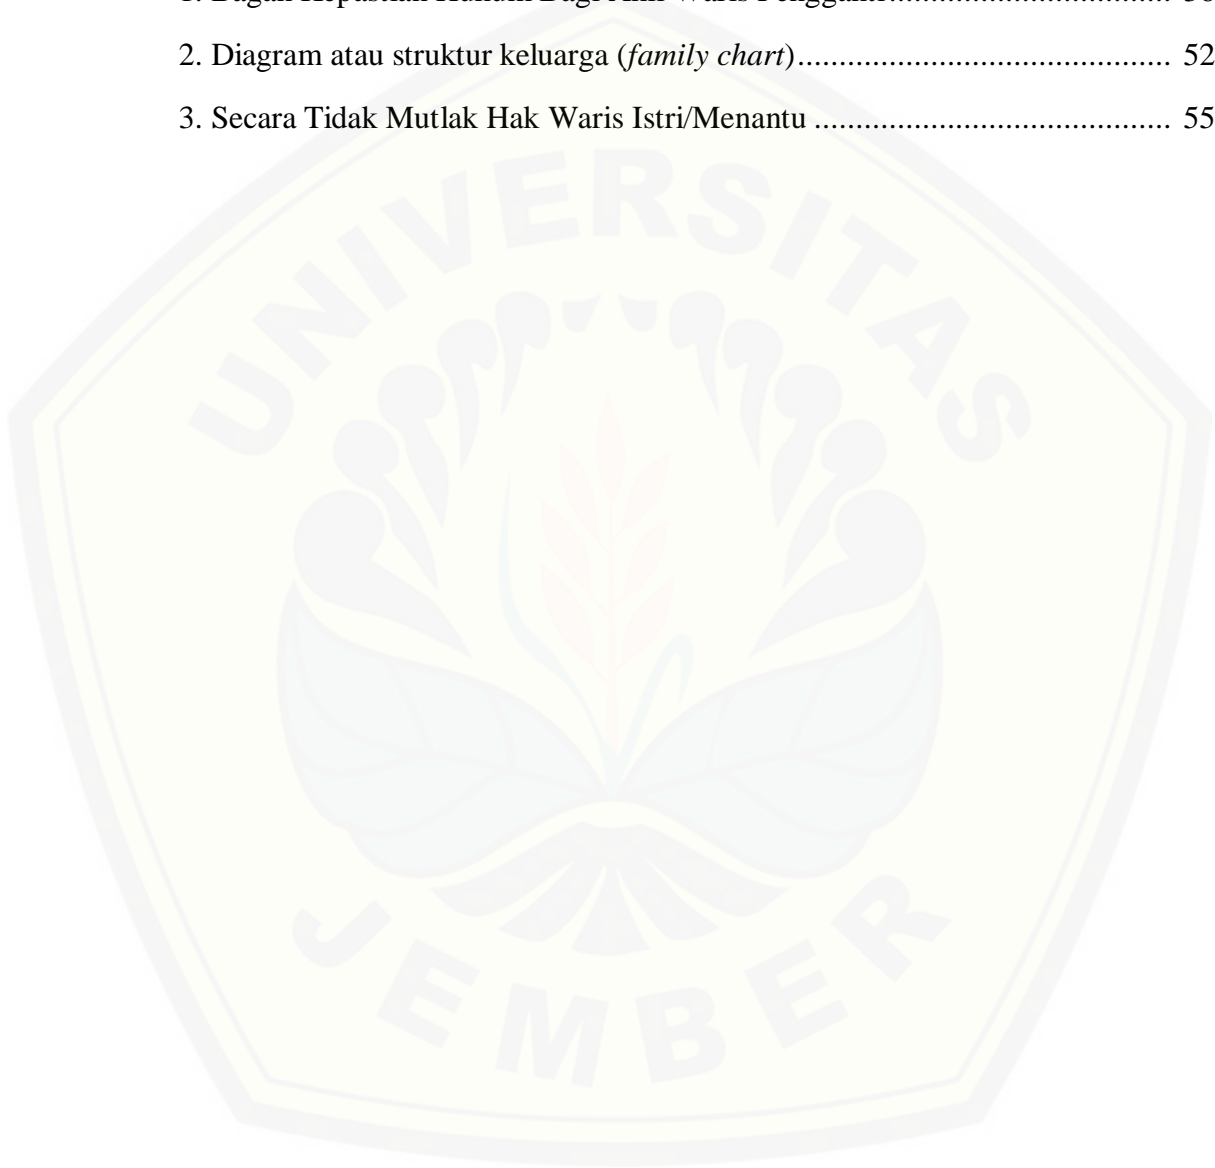 2. Diagram atau struktur keluarga (family chart)........................................... 52
3. Secara Tidak Mutlak Hak Waris Istri/Menantu ......................................... 55
UNIVERSITAS
JEMBER